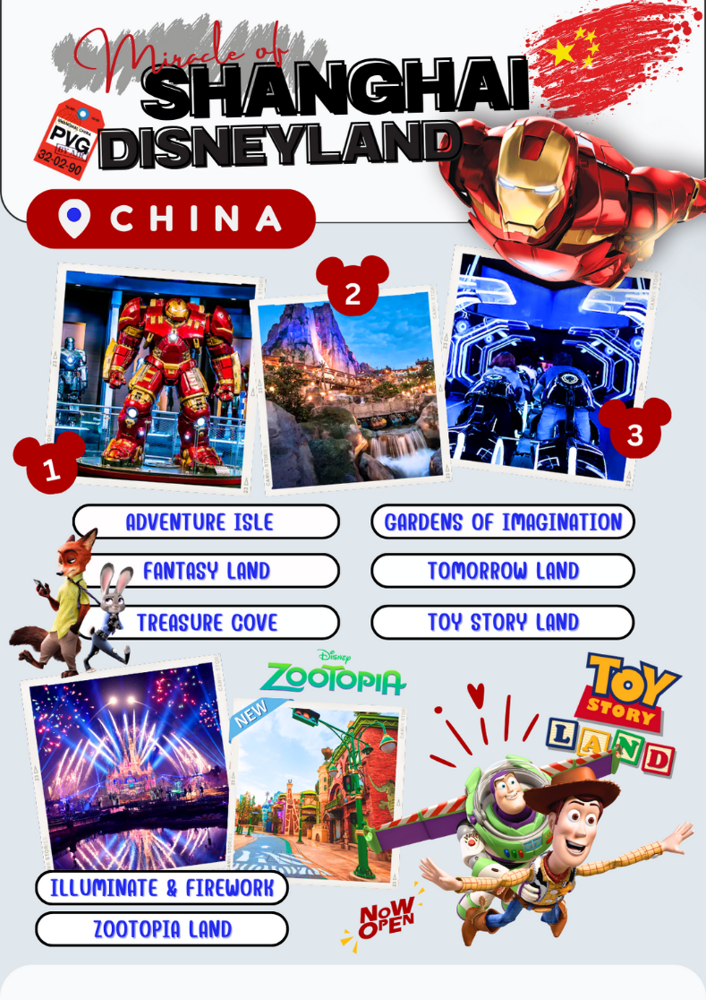 Miracle of
SHANGHAI
DISNEYLAND
SHANGHAI, CHINA
PVG
BY AIR
32-02-90
CHINA
2
3
1
ADVENTURE ISLE
GARDENS OF IMAGINATION
FANTASY LAND
TOMORROW LAND
TREASURE COVE
TOY STORY LAND
Disney
ZOOTOPIA
NEW
TOY
STORY
LAND
ILLUMINATE & FIREWORK
ZOOTOPIA LAND
NOW
OPEN